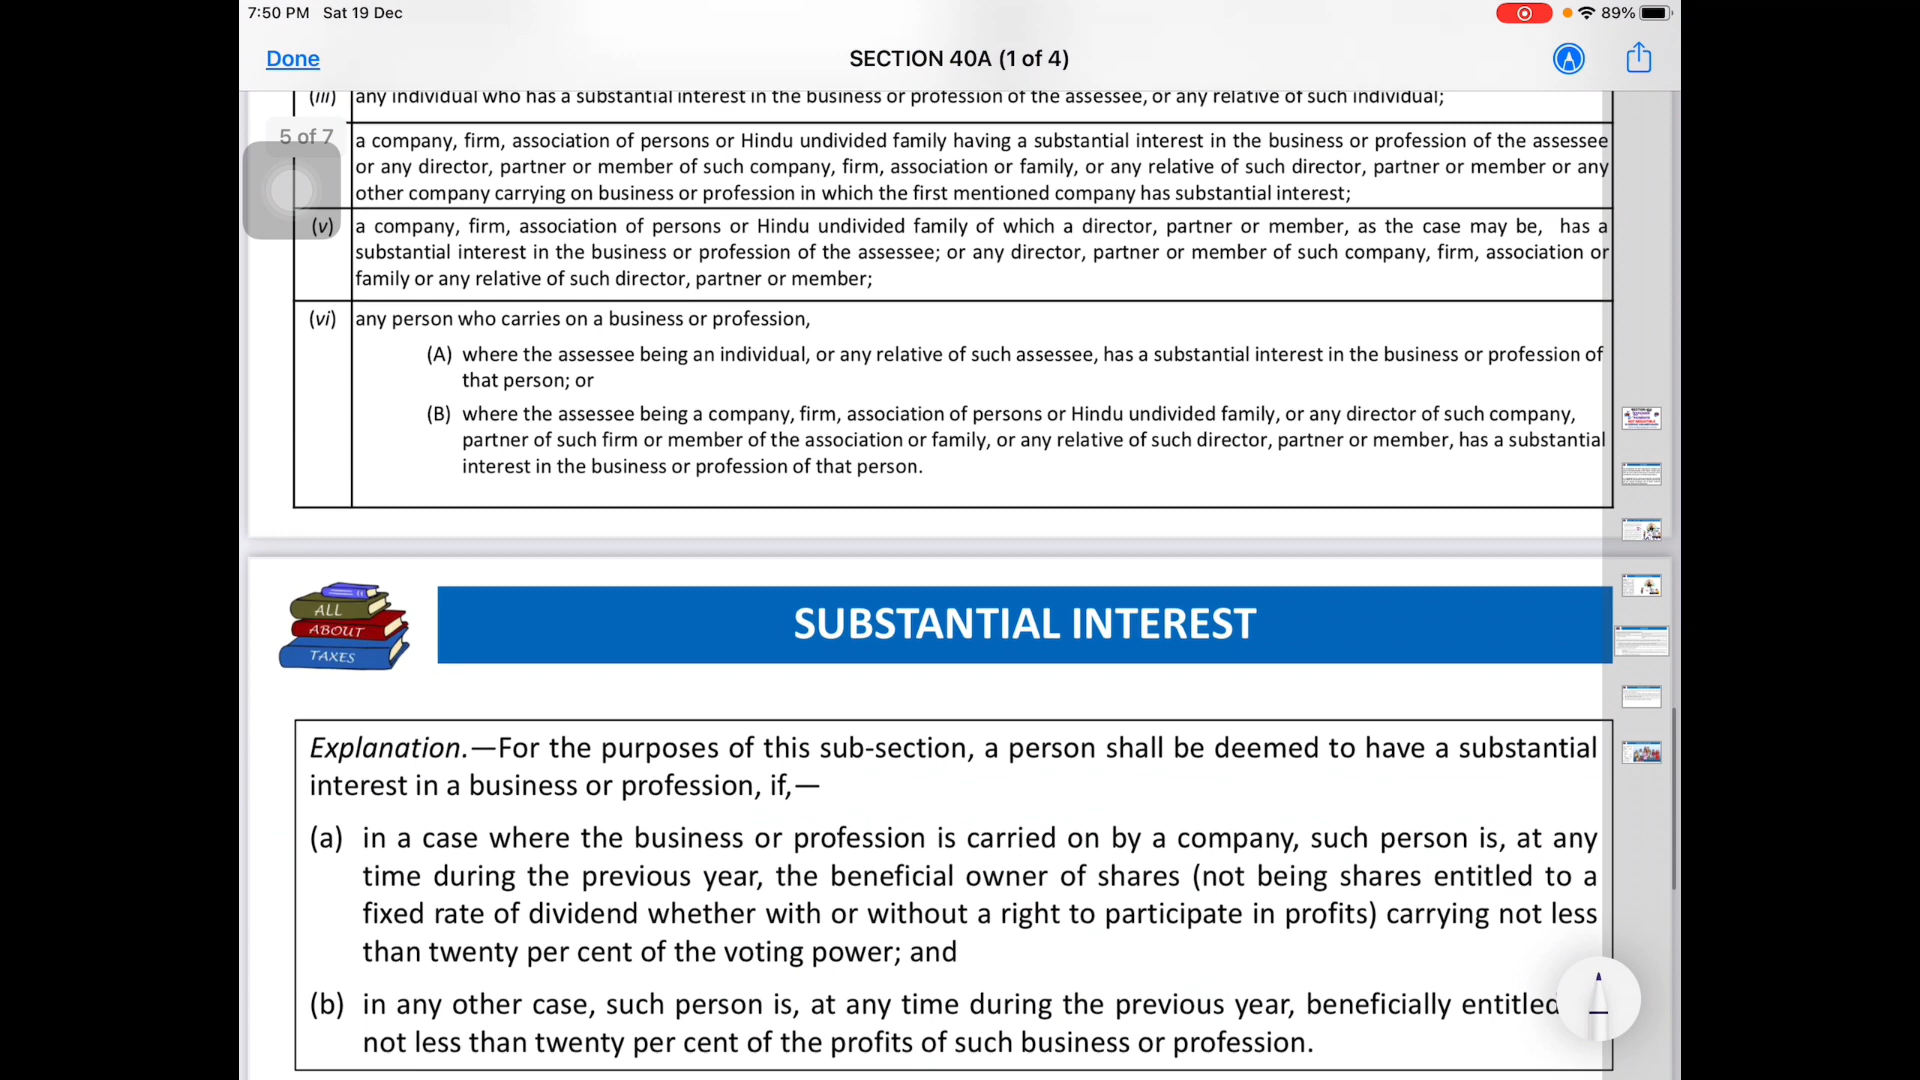 7:50 PM Sat 19 Dec
89%
Done
SECTION 40A (1 of 4)
(iii) any individual who has a substantial interest in the business or profession of the assessee, or any relative of such individual;
5 of 7
a company, firm, association of persons or Hindu undivided family having a substantial interest in the business or profession of the assessee
or any director, partner or member of such company, firm, association or family, or any relative of such director, partner or member or any
other company carrying on business or profession in which the first mentioned company has substantial interest;
(v) a company, firm, association of persons or Hindu undivided family of which a director, partner or member, as the case may be, has a
substantial interest in the business or profession of the assessee; or any director, partner or member of such company, firm, association or
family or any relative of such director, partner or member;
(vi) any person who carries on a business or profession,
(A) where the assessee being an individual, or any relative of such assessee, has a substantial interest in the business or profession of
that person; or
(B) where the assessee being a company, firm, association of persons or Hindu undivided family, or any director of such company,
partner of such firm or member of the association or family, or any relative of such director, partner or member, has a substantial
interest in the business or profession of that person.
ALL
ABOUT
TAXES
SUBSTANTIAL INTEREST
Explanation.—For the purposes of this sub-section, a person shall be deemed to have a substantial
interest in a business or profession, if,—
(a) in a case where the business or profession is carried on by a company, such person is, at any
time during the previous year, the beneficial owner of shares (not being shares entitled to a
fixed rate of dividend whether with or without a right to participate in profits) carrying not less
than twenty per cent of the voting power; and
(b) in any other case, such person is, at any time during the previous year, beneficially entitled
not less than twenty per cent of the profits of such business or profession.